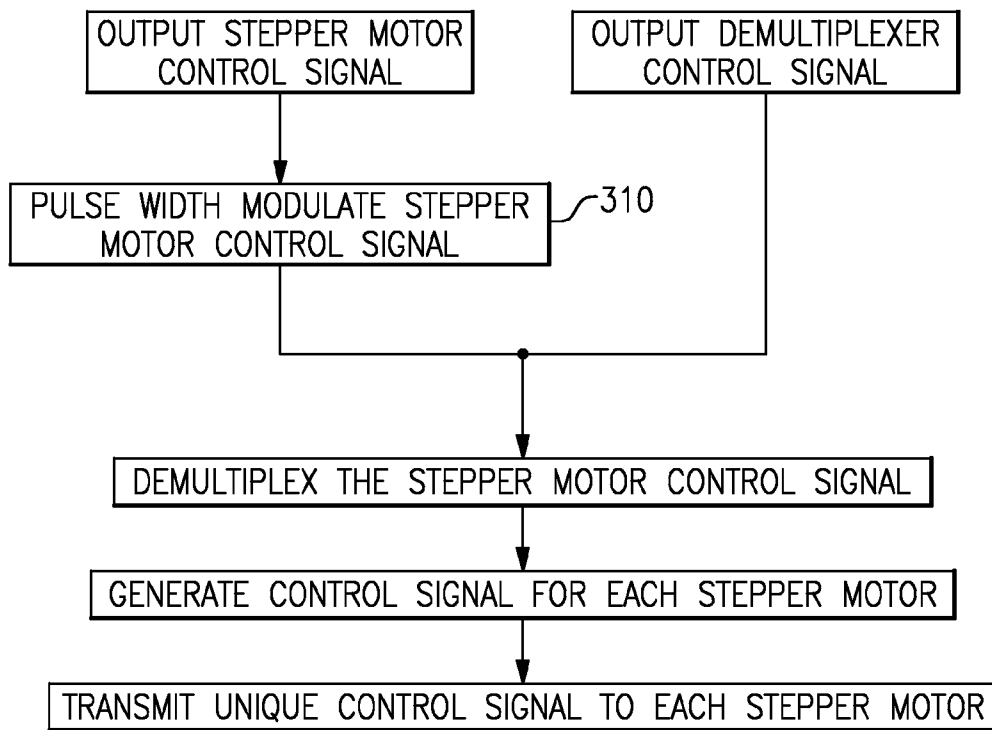 OUTPUT STEPPER MOTOR
CONTROL SIGNAL
OUTPUT DEMULTIPLEXER
CONTROL SIGNAL
PULSE WIDTH MODULATE STEPPER
MOTOR CONTROL SIGNAL
310
DEMULTIPLEX THE STEPPER MOTOR CONTROL SIGNAL
GENERATE CONTROL SIGNAL FOR EACH STEPPER MOTOR
TRANSMIT UNIQUE CONTROL SIGNAL TO EACH STEPPER MOTOR